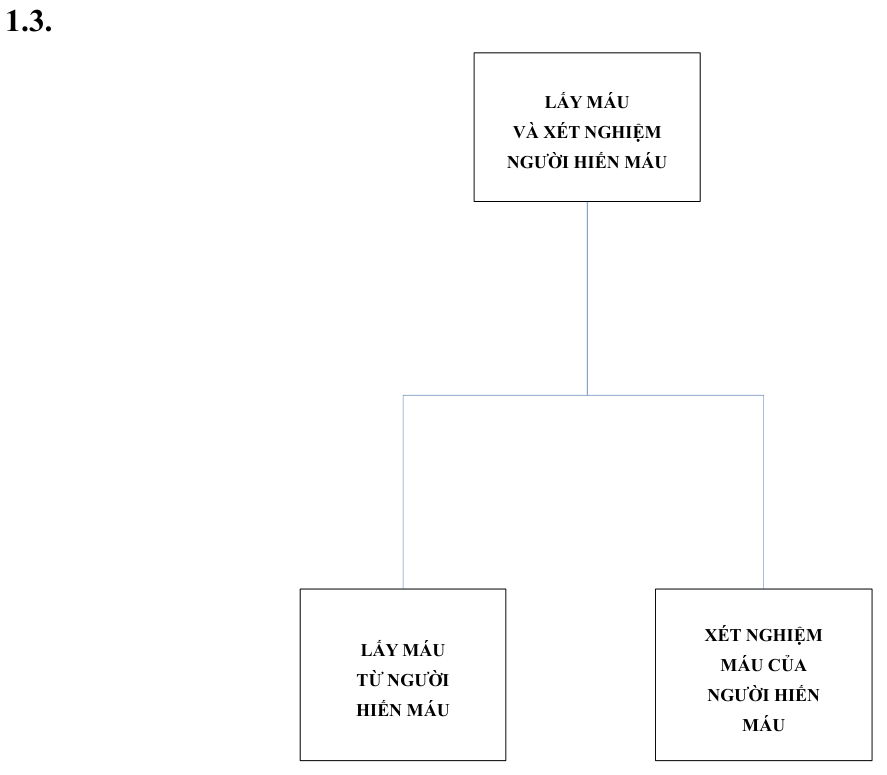 1.3.
LẤY MÁU
VÀ XÉT NGHIỆM
NGƯỜI HIẾN MÁU
LẤY MÁU
TỪ NGƯỜI
HIẾN MÁU
XÉT NGHIỆM
MÁU CỦA
NGƯỜI HIẾN
MÁU